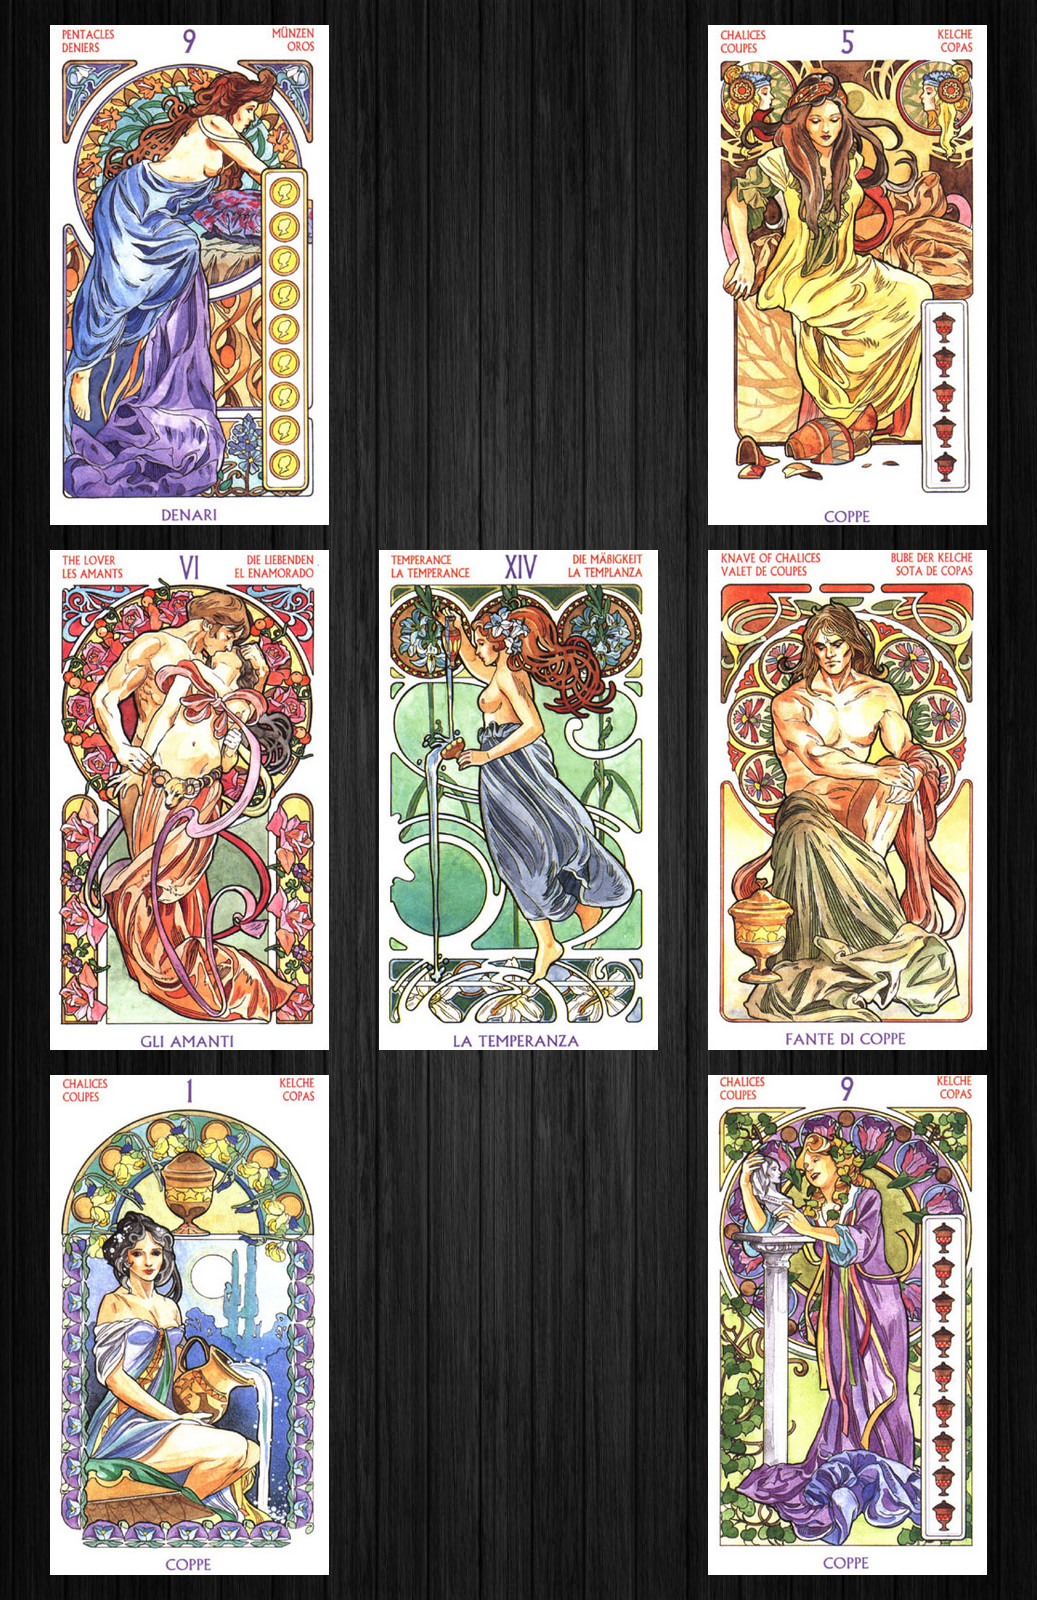 PENTACLES
DENIERS
9
MÜNZEN
OROS
DENARI
CHALICES
COUPES
5
KELCHE
COPAS
COPPE
THE LOVER
LES AMANTS
VI
DIE LIEBENDEN
EL ENAMORADO
GLI AMANTI
TEMPERANCE
LA TEMPERANCE
XIV
DIE MÄßIGKEIT
LA TEMPLANZA
LA TEMPERANZA
KNAVE OF CHALICES
VALET DE COUPES
BUBE DER KELCHE
SOTA DE COPAS
FANTE DI COPPE
CHALICES
COUPES
1
KELCHE
COPAS
COPPE
CHALICES
COUPES
9
KELCHE
COPAS
COPPE